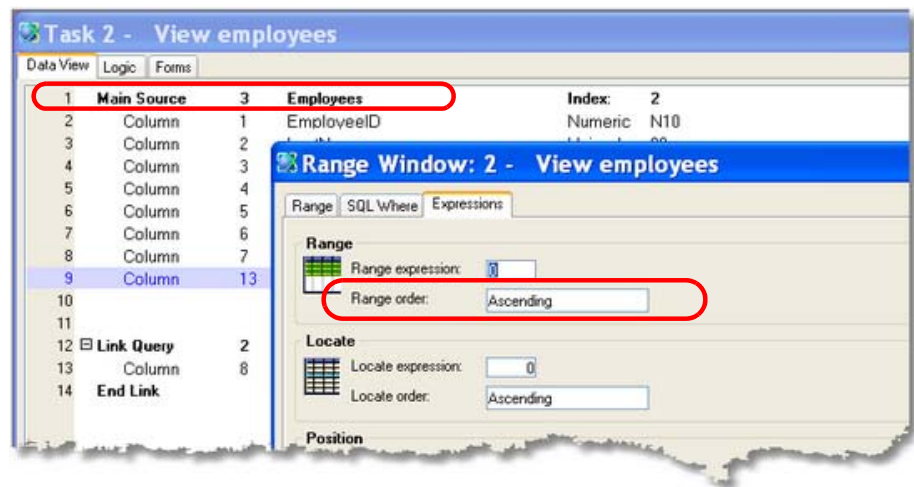 Task 2 - View employees
Data View Logic Forms
1 Main Source 3 Employees Index: 2
2 Column 1 EmployeeID Numeric N10
3 Column 2
4 Column 3
5 Column 4
6 Column 5
7 Column 6
8 Column 7
9 Column 13
10
11
12 Link Query 2
13 Column 8
14 End Link
Range Window: 2 - View employees
Range SQL Where Expressions
Range
Range expression: 0
Range order: Ascending
Locate
Locate expression: 0
Locate order: Ascending
Position